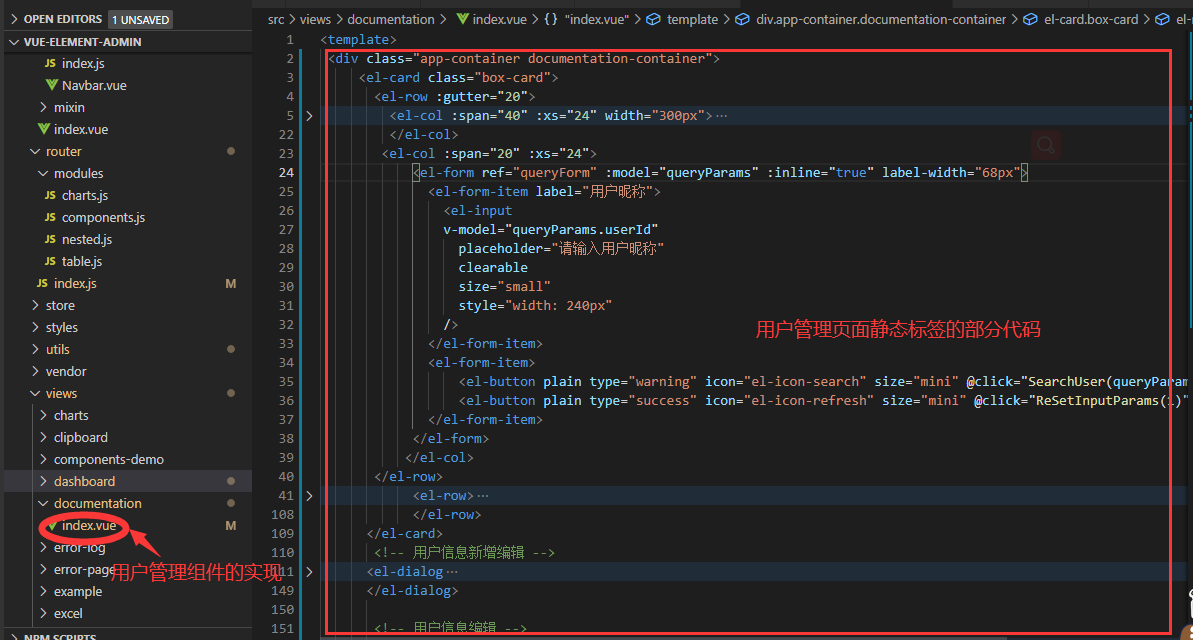 OPEN EDITORS 1 UNSAVED
VUE-ELEMENT-ADMIN
JS index.js
Navbar.vue
mixin
index.vue
router
modules
JS charts.js
JS components.js
JS nested.js
JS table.js
JS index.js M
store
styles
utils
vendor
views
charts
clipboard
components-demo
dashboard
documentation
index.vue M
error-log
error-page
example
excel
NPM SCRIPTS
用户管理组件的实现
src > views > documentation > index.vue > {} "index.vue" > template > div.app-container.documentation-container > el-card.box-card >
1 <template>
2 <div class="app-container documentation-container">
3 <el-card class="box-card">
4 <el-row :gutter="20">
5 <el-col :span="40" :xs="24" width="300px">…
22 </el-col>
23 <el-col :span="20" :xs="24">
24 <el-form ref="queryForm" :model="queryParams" :inline="true" label-width="68px">
25 <el-form-item label="用户昵称">
26 <el-input
27 v-model="queryParams.userId"
28 placeholder="请输入用户昵称"
29 clearable
30 size="small"
31 style="width: 240px"
32 />
33 </el-form-item>
34 <el-form-item>
35 <el-button plain type="warning" icon="el-icon-search" size="mini" @click="SearchUser(queryParam
36 <el-button plain type="success" icon="el-icon-refresh" size="mini" @click="ReSetInputParams(1)"
37 </el-form-item>
38 </el-form>
39 </el-col>
40 </el-row>
41 <el-row>…
108 </el-row>
109 </el-card>
110 <!-- 用户信息新增编辑 -->
111 <el-dialog…
149 </el-dialog>
150
151 <!-- 用户信息编辑 -->
用户管理页面静态标签的部分代码